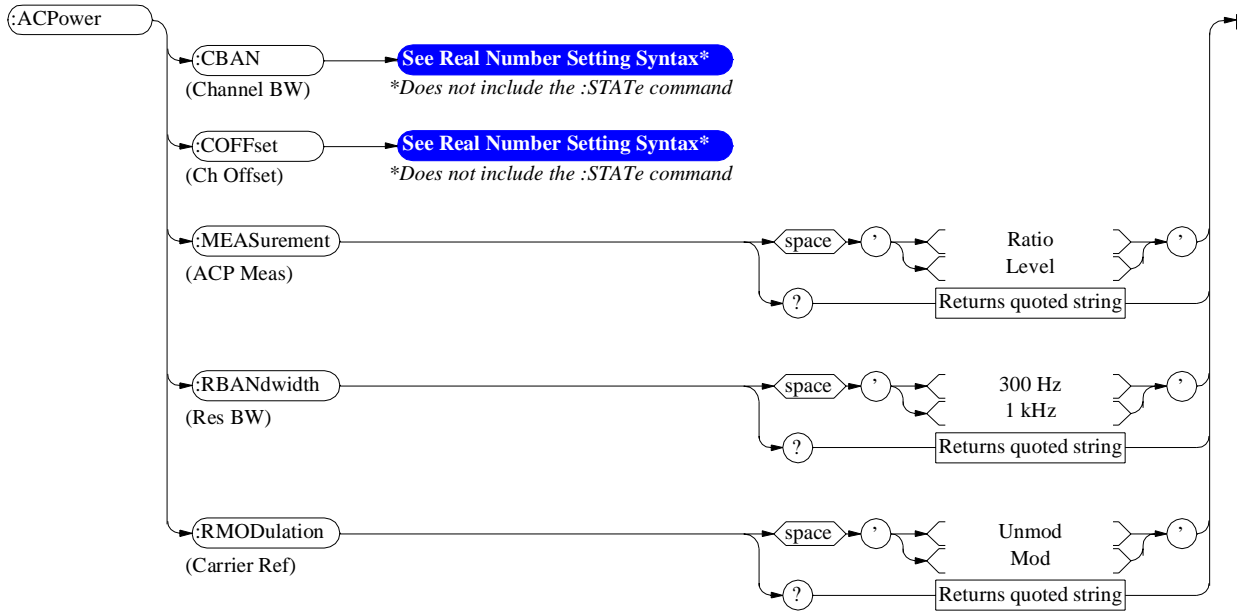 :ACPower
:CBAN See Real Number Setting Syntax*
(Channel BW) *Does not include the :STATe command
:COFFset See Real Number Setting Syntax*
(Ch Offset) *Does not include the :STATe command
:MEASurement space ’ Ratio ’
(ACP Meas) Level
? Returns quoted string
:RBANdwidth space ’ 300 Hz ’
(Res BW) 1 kHz
? Returns quoted string
:RMODulation space ’ Unmod ’
(Carrier Ref) Mod
? Returns quoted string